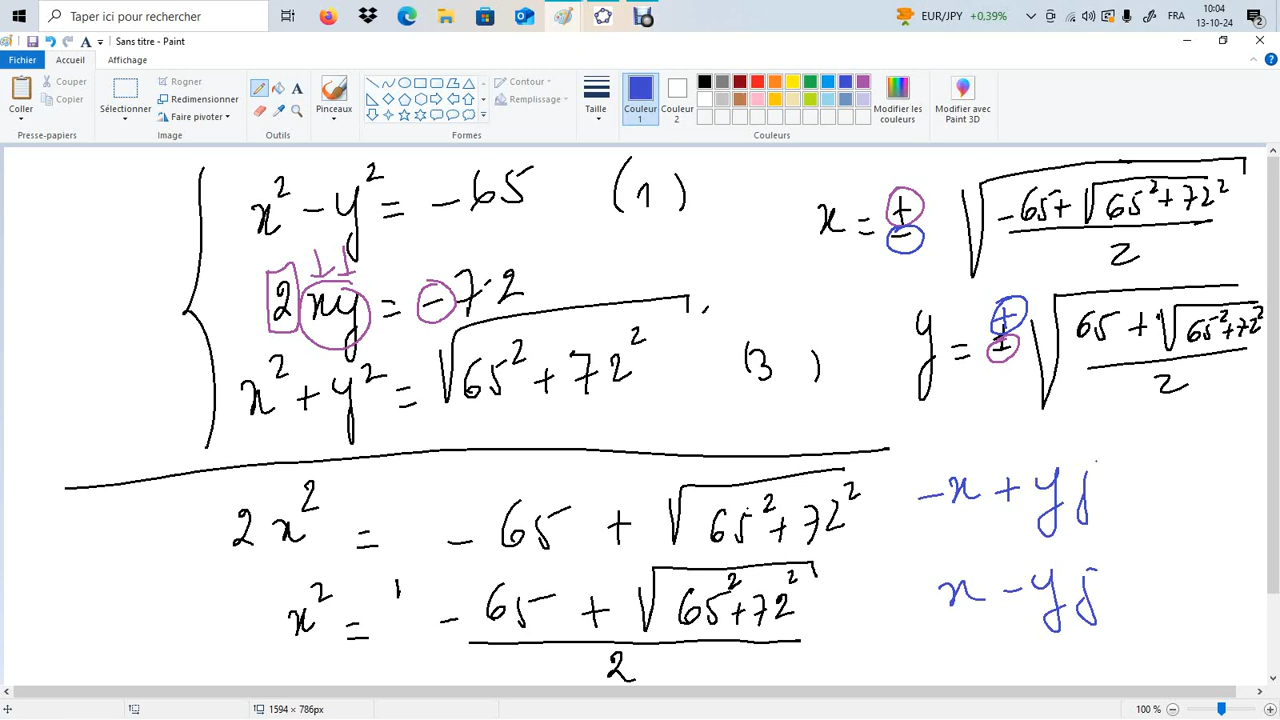 Taper ici pour rechercher
EUR/JPY +0,39%
FRA
10:04
13-10-24
2
Sans titre - Paint
Fichier Accueil Affichage
Coller
Couper
Copier
Presse-papiers
Sélectionner
Rogner
Redimensionner
Faire pivoter
Image
A
Outils
Pinceaux
Contour
Remplissage
Formes
Taille
Couleur 1
Couleur 2
Modifier les couleurs
Couleurs
Modifier avec Paint 3D
x² - y² = -65 (1)
2xy = -72
x² + y² = √65² + 72² (3)
2x² = -65 + √65² + 72²
x² = -65 + √65² + 72²
2
x = ± √-65 + √65² + 72²
2
y = ± √65 + √65² + 72²
2
-x + yj
x - yj
1594 × 786px
100 %